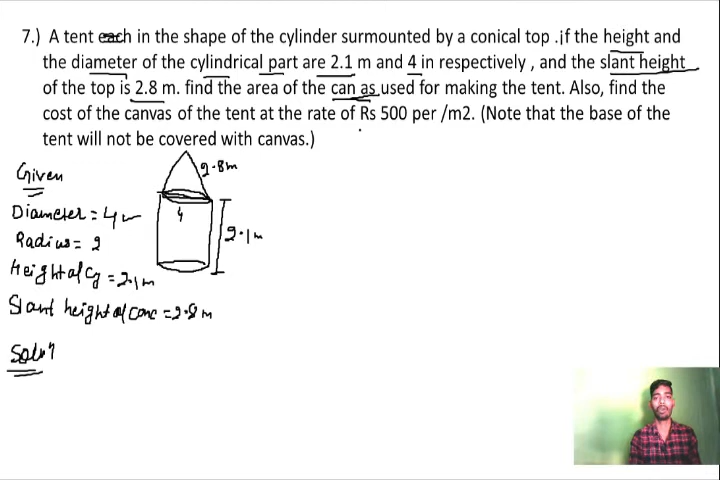 7.) A tent each in the shape of the cylinder surmounted by a conical top .if the height and
the diameter of the cylindrical part are 2.1 m and 4 in respectively , and the slant height
of the top is 2.8 m. find the area of the can as used for making the tent. Also, find the
cost of the canvas of the tent at the rate of Rs 500 per /m2. (Note that the base of the
tent will not be covered with canvas.)
Given
2.8m
Diameter = 4m
4
Radius = 2
2.1m
Height of Cy = 2.1m
Slant height of Cone = 2.8 m
Soln